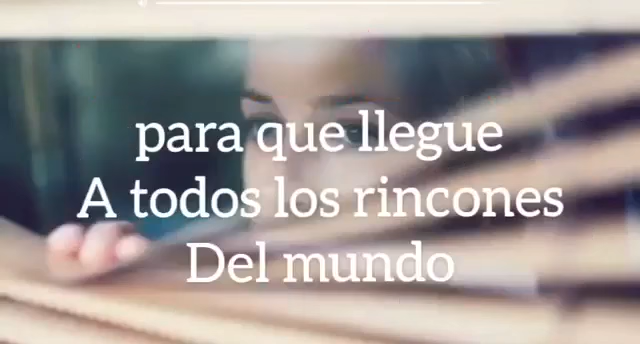 para que llegue
A todos los rincones
Del mundo